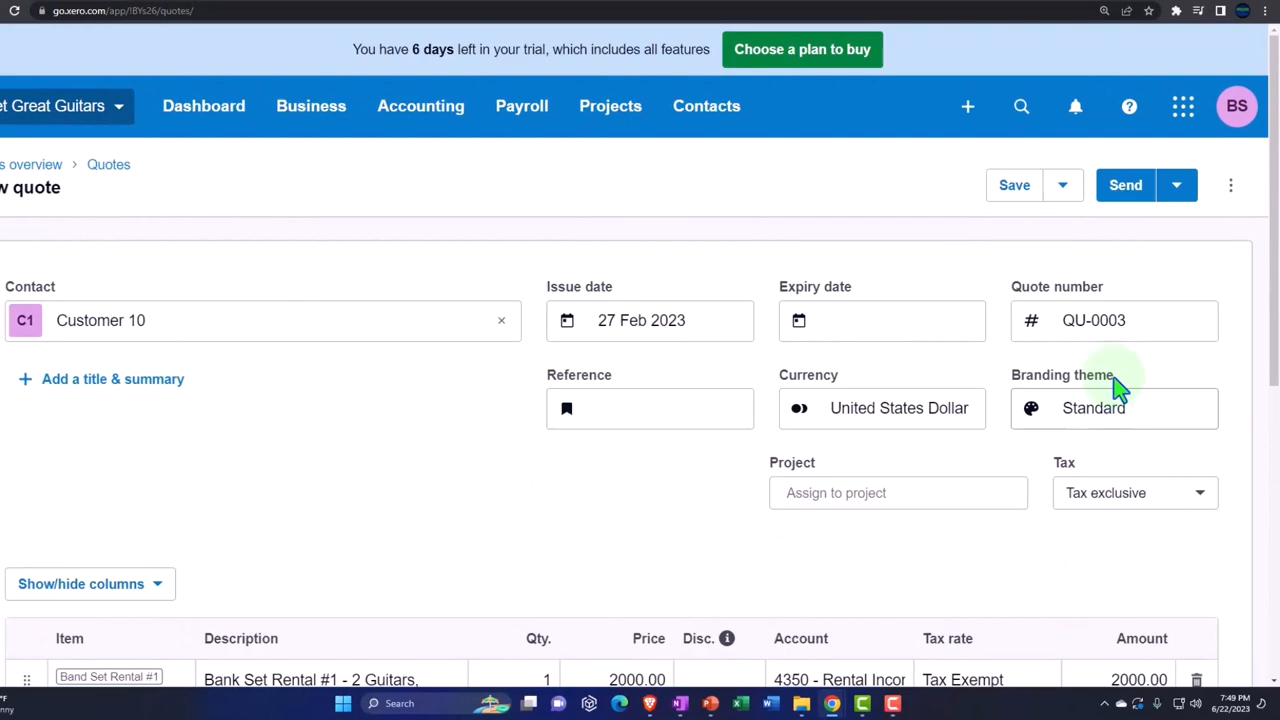 go.xero.com/app/!BYs26/quotes/
You have 6 days left in your trial, which includes all features
Choose a plan to buy
et Great Guitars
Dashboard
Business
Accounting
Payroll
Projects
Contacts
BS
s overview > Quotes
w quote
Save
Send
Contact
Issue date
Expiry date
Quote number
C1 Customer 10
27 Feb 2023
# QU-0003
+ Add a title & summary
Reference
Currency
Branding theme
United States Dollar
Standard
Project
Tax
Assign to project
Tax exclusive
Show/hide columns
Item Description Qty. Price Disc. Account Tax rate Amount
Band Set Rental #1
Bank Set Rental #1 - 2 Guitars, 1 2000.00 4350 - Rental Incor Tax Exempt 2000.00
°F
nny
Search
7:49 PM
6/22/2023